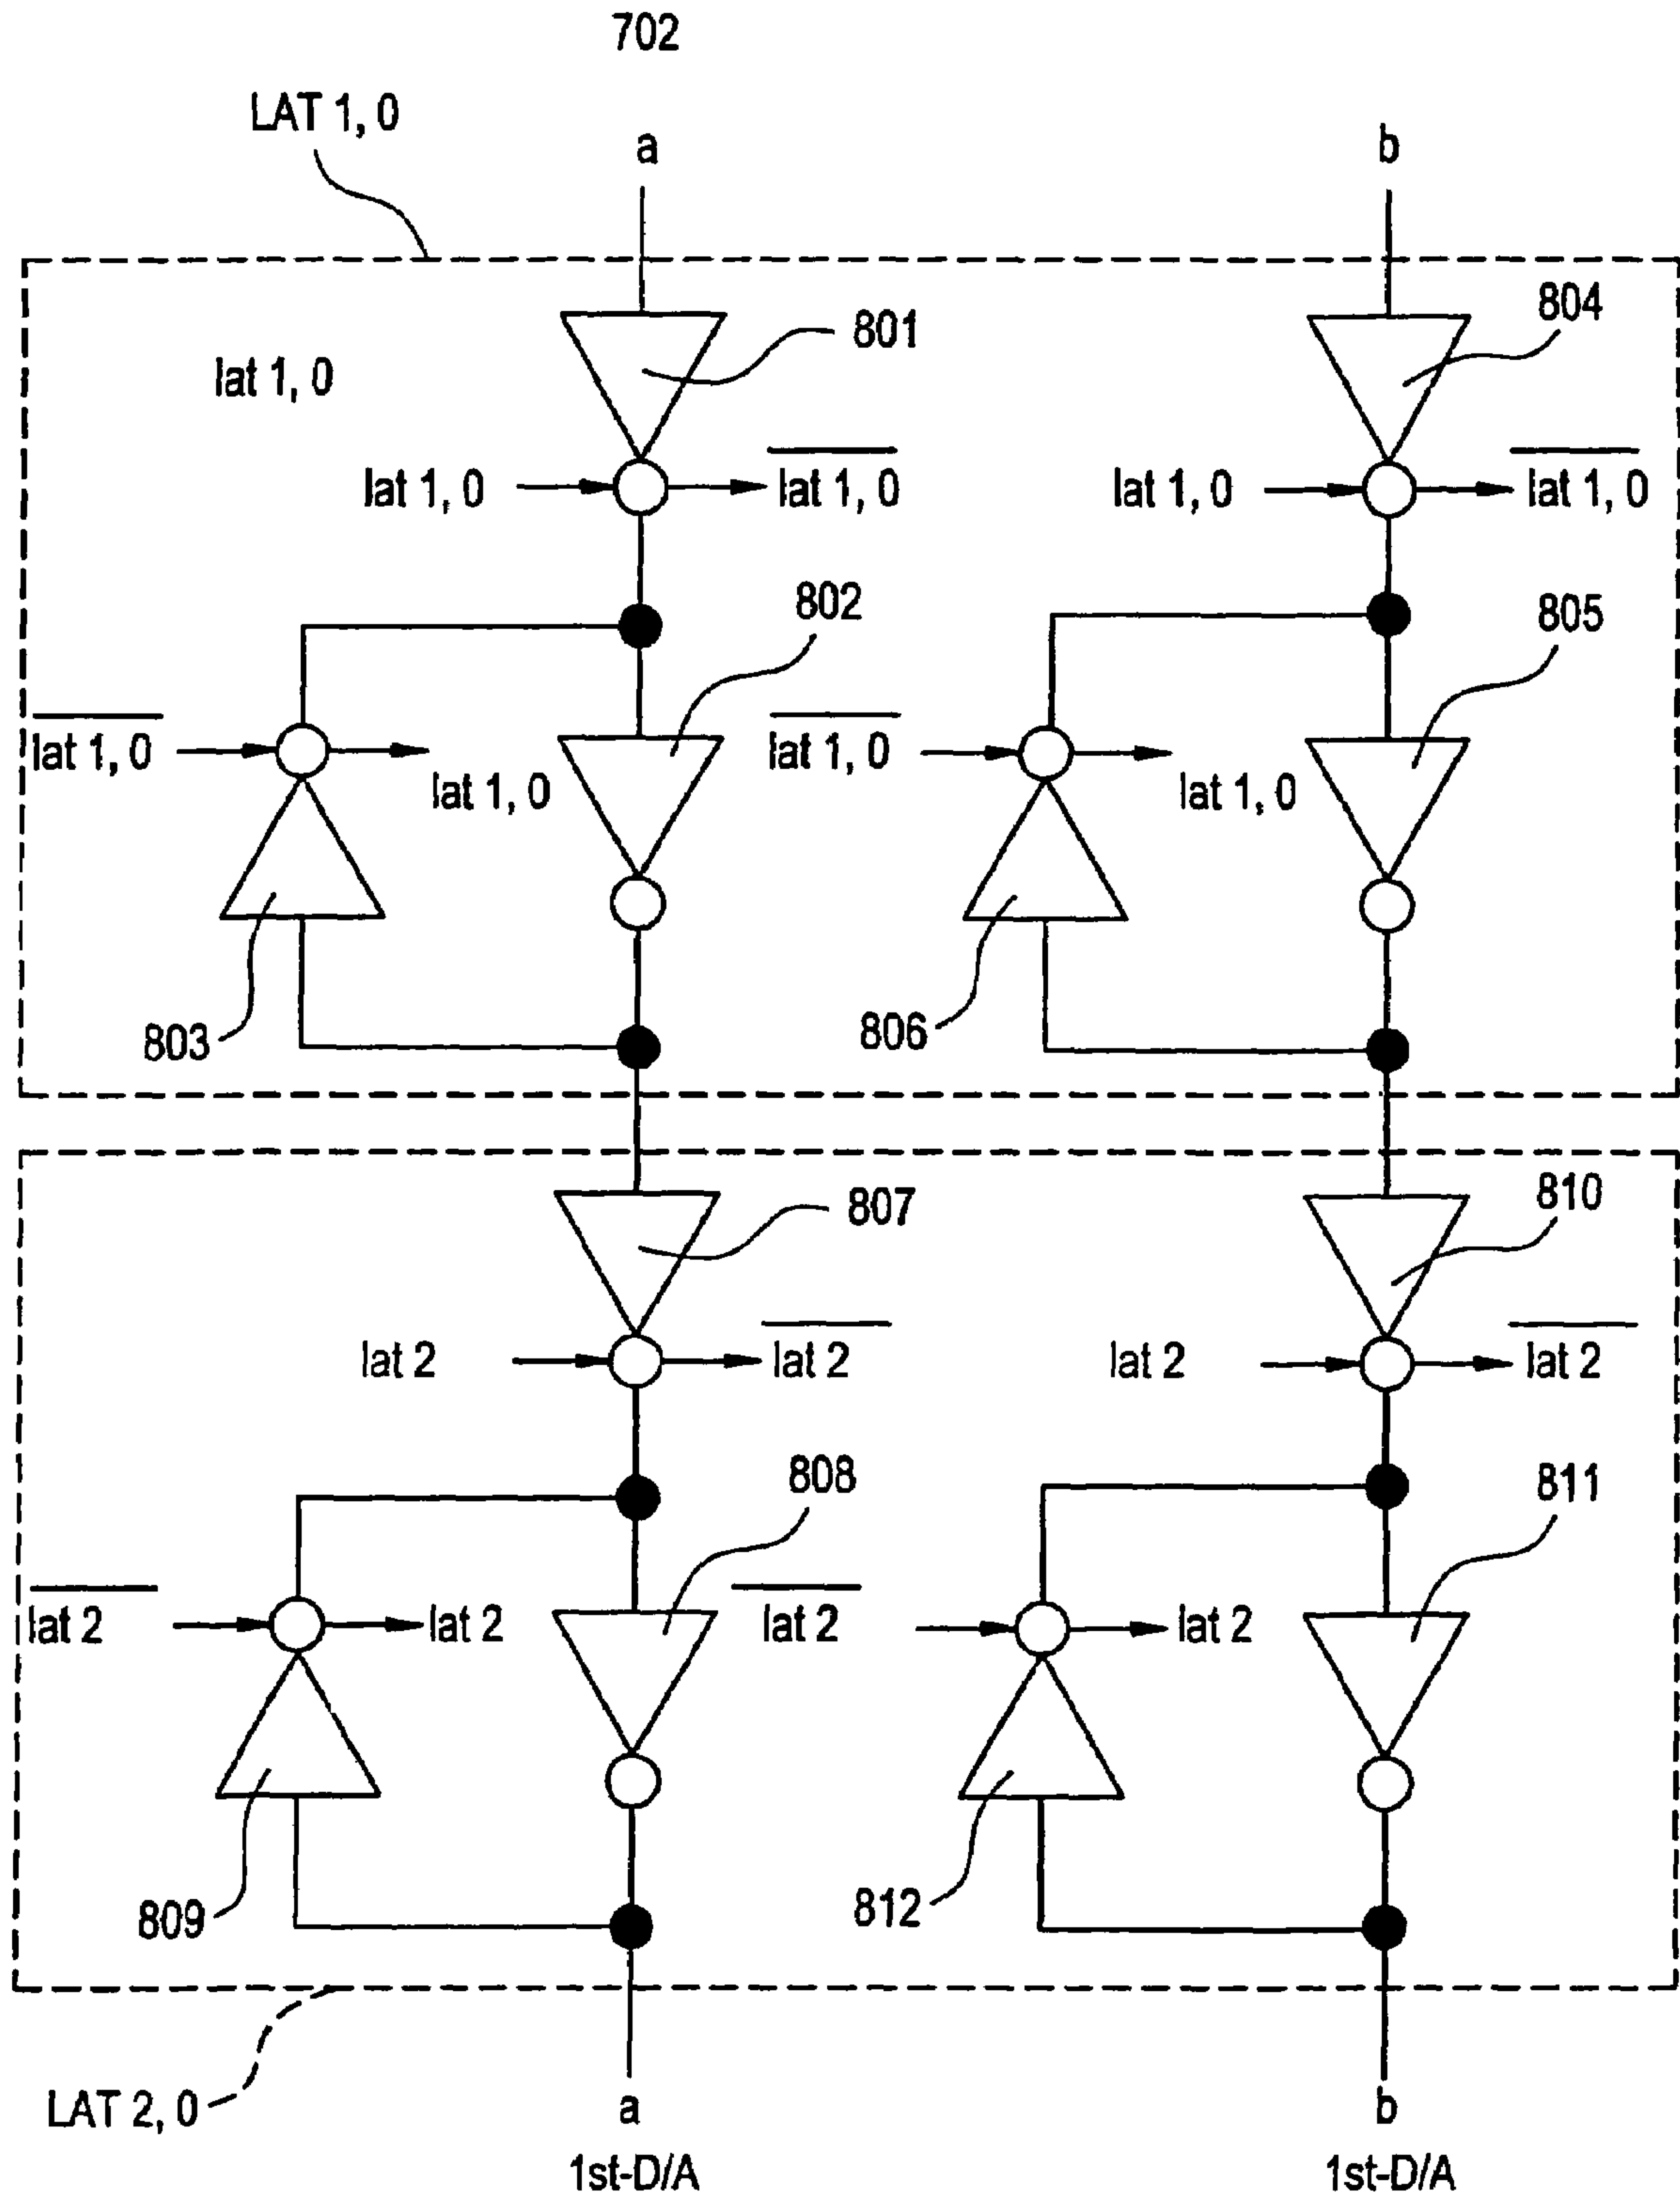 702
LAT 1, 0
a
b
801
804
lat 1, 0
lat 1, 0
lat 1, 0
lat 1, 0
lat 1, 0
802
805
lat 1, 0
lat 1, 0
lat 1, 0
lat 1, 0
803
806
807
810
lat 2
lat 2
lat 2
lat 2
808
811
lat 2
lat 2
lat 2
lat 2
809
812
LAT 2, 0
a
b
1st-D/A
1st-D/A